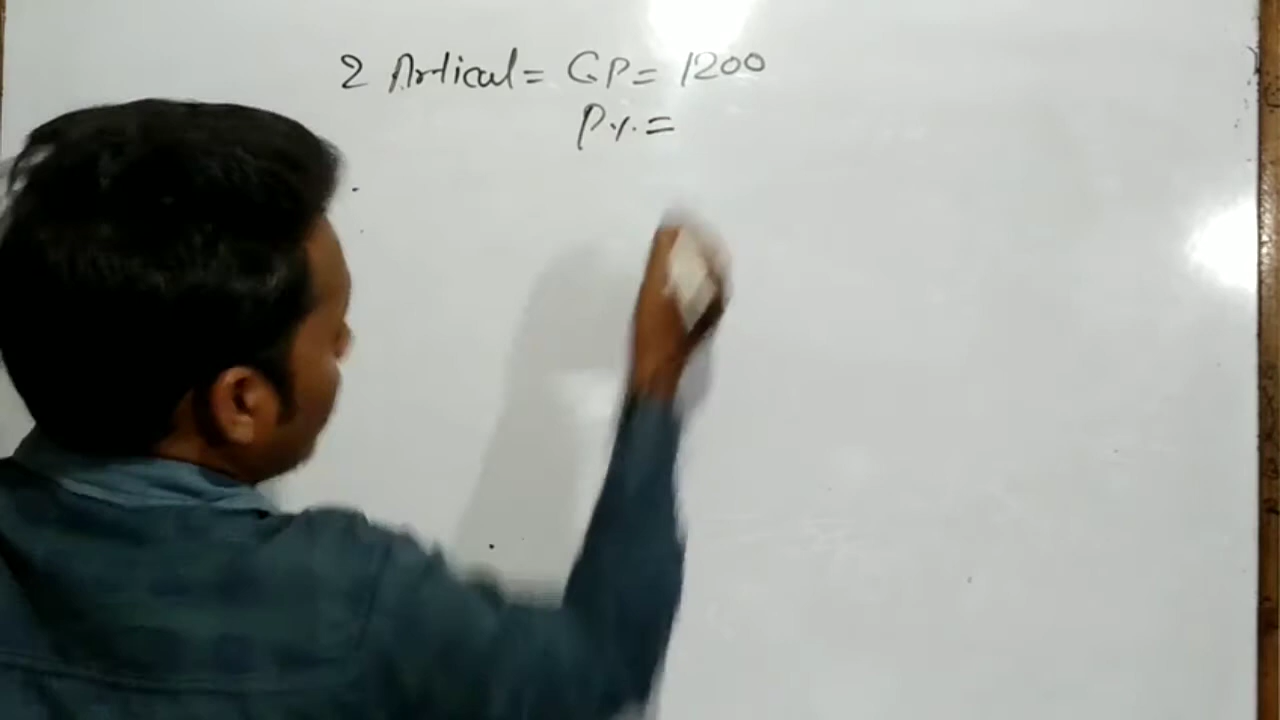 2 Artical = CP = 1200
P%. =